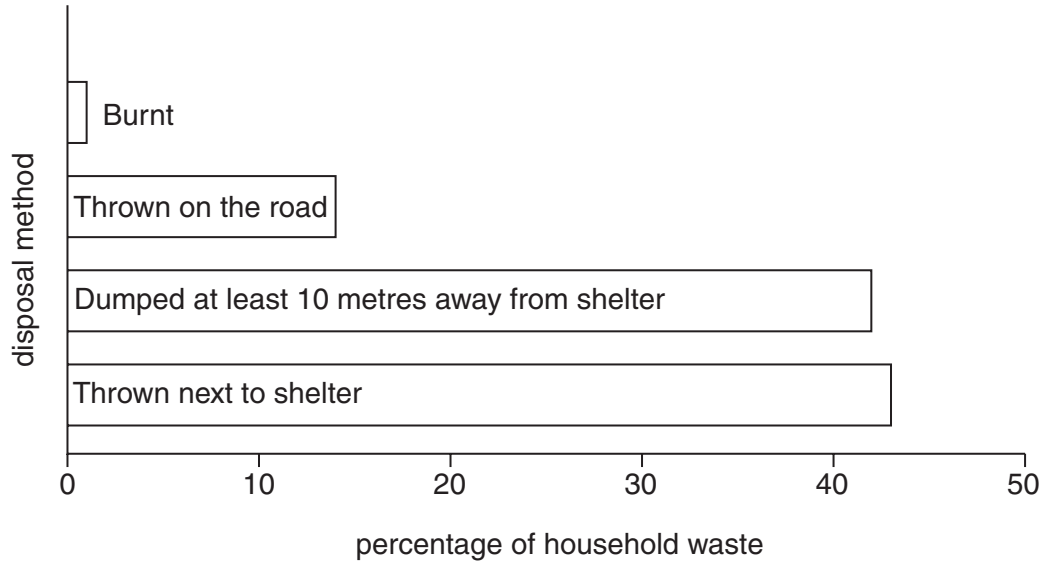 Burnt
Thrown on the road
Dumped at least 10 metres away from shelter
Thrown next to shelter
disposal method
0 10 20 30 40 50
percentage of household waste